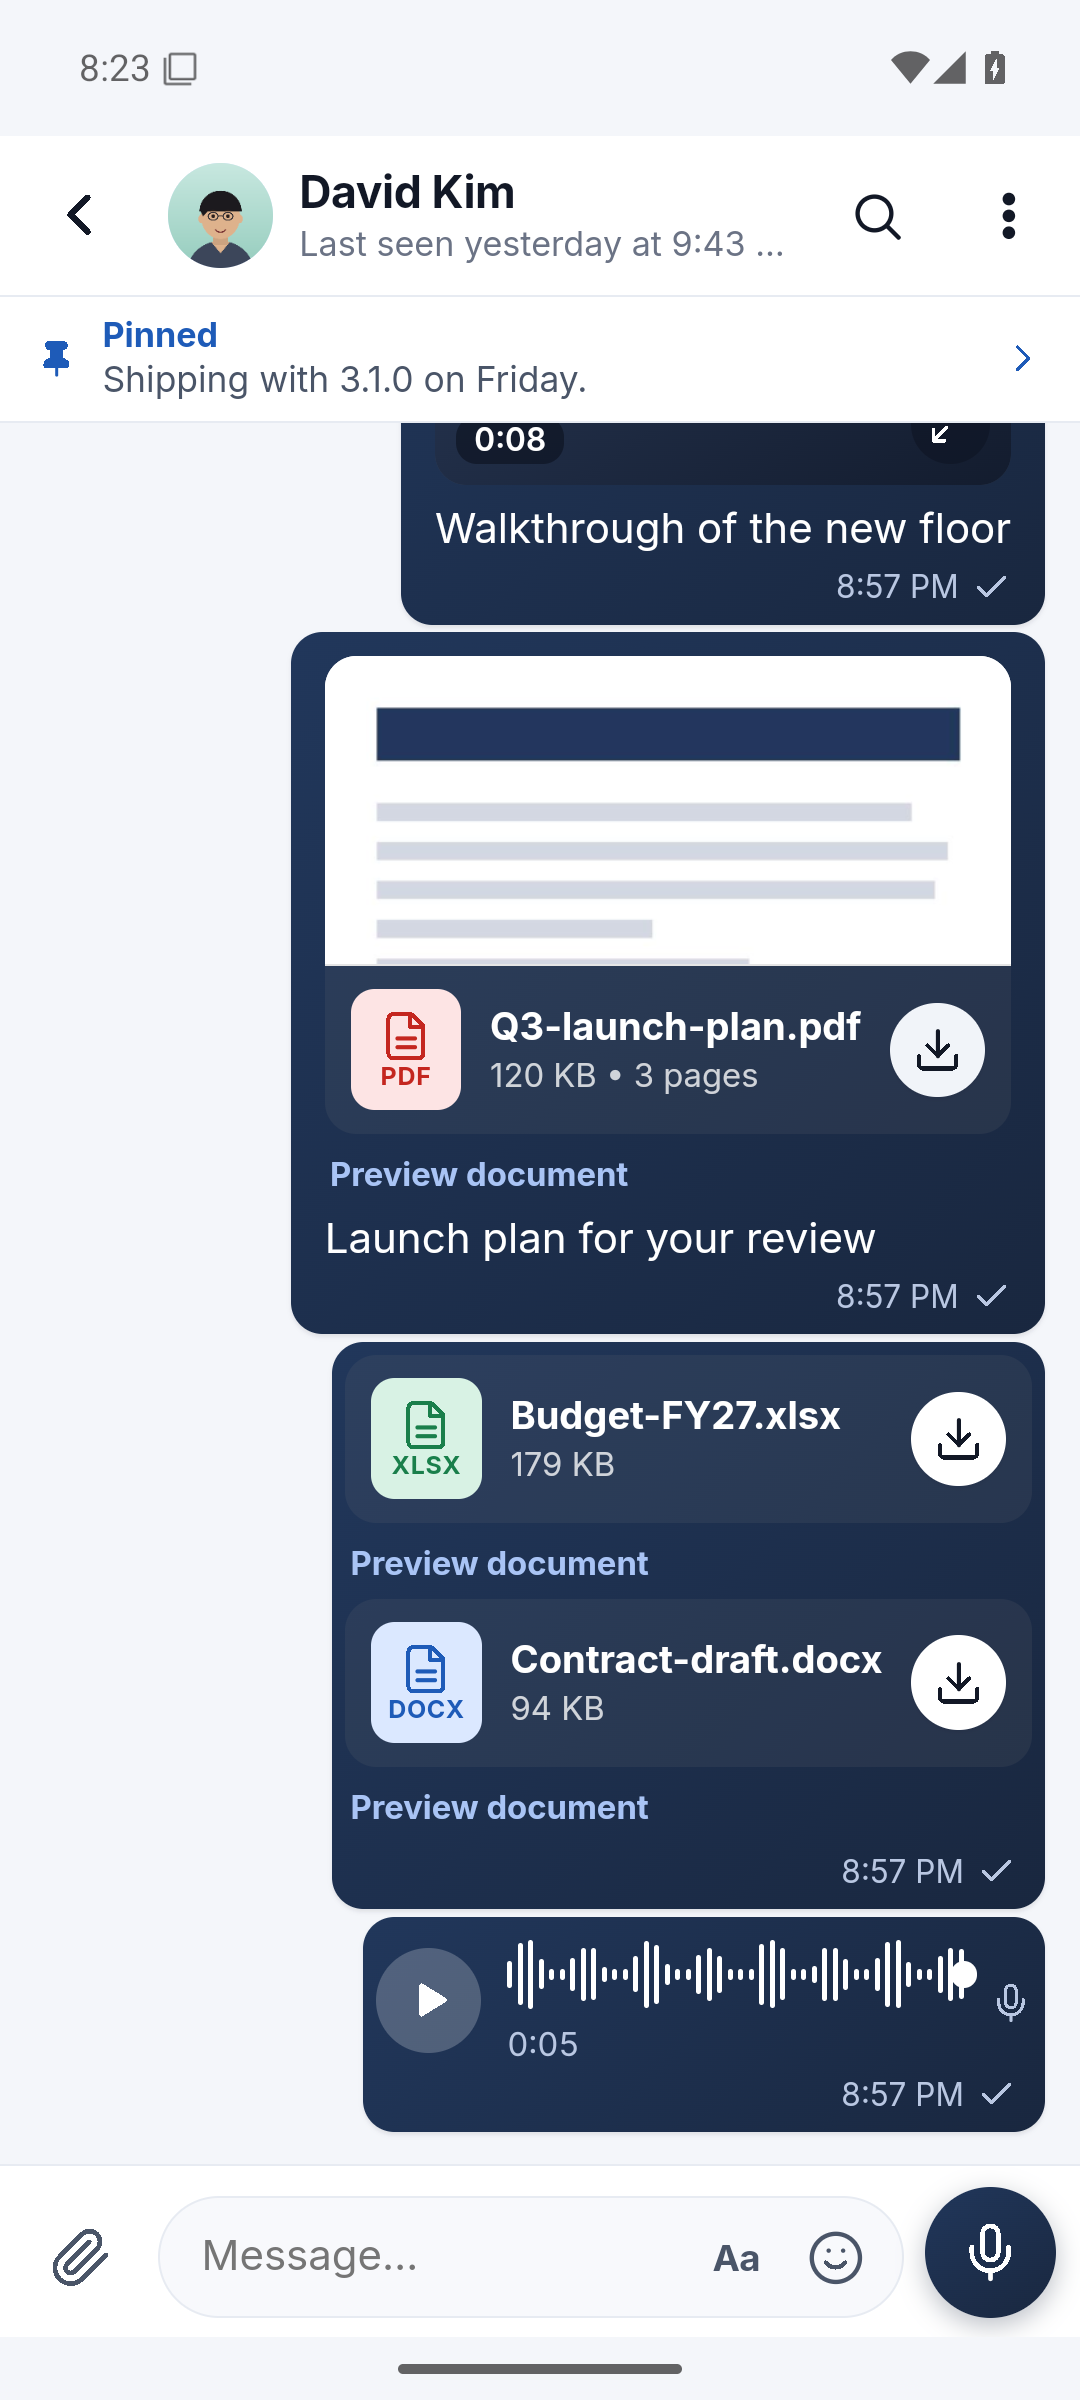 8:23
David Kim
Last seen yesterday at 9:43 ...
Pinned
Shipping with 3.1.0 on Friday.
0:08
Walkthrough of the new floor
8:57 PM
Q3-launch-plan.pdf
PDF
120 KB • 3 pages
Preview document
Launch plan for your review
8:57 PM
Budget-FY27.xlsx
XLSX
179 KB
Preview document
Contract-draft.docx
DOCX
94 KB
Preview document
8:57 PM
0:05
8:57 PM
Message...
Aa